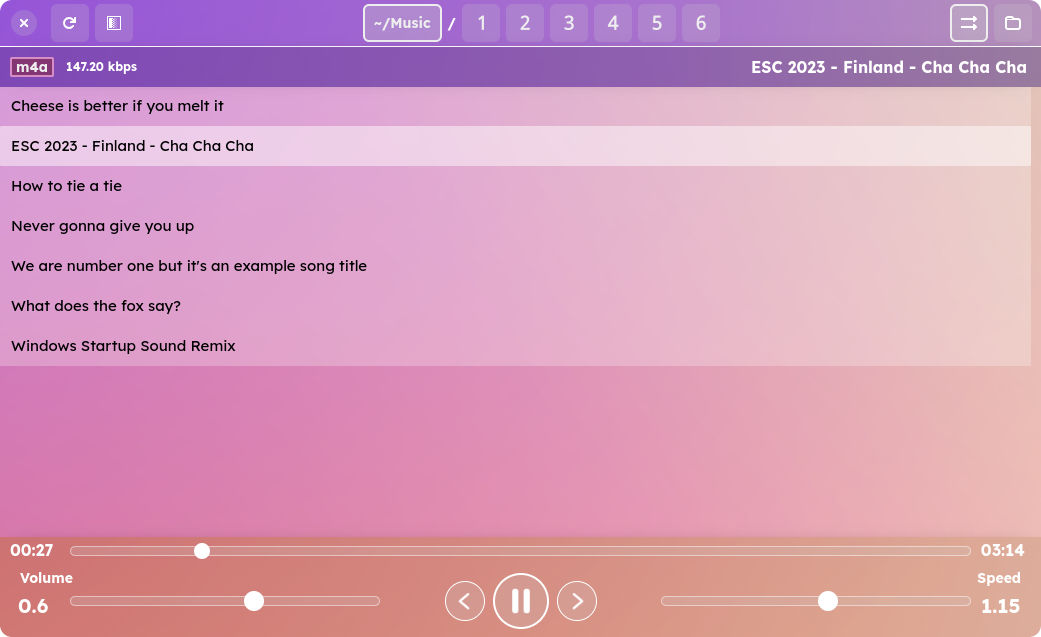 ~/Music / 1 2 3 4 5 6
m4a 147.20 kbps ESC 2023 - Finland - Cha Cha Cha
Cheese is better if you melt it
ESC 2023 - Finland - Cha Cha Cha
How to tie a tie
Never gonna give you up
We are number one but it's an example song title
What does the fox say?
Windows Startup Sound Remix
00:27 03:14
Volume Speed
0.6 1.15